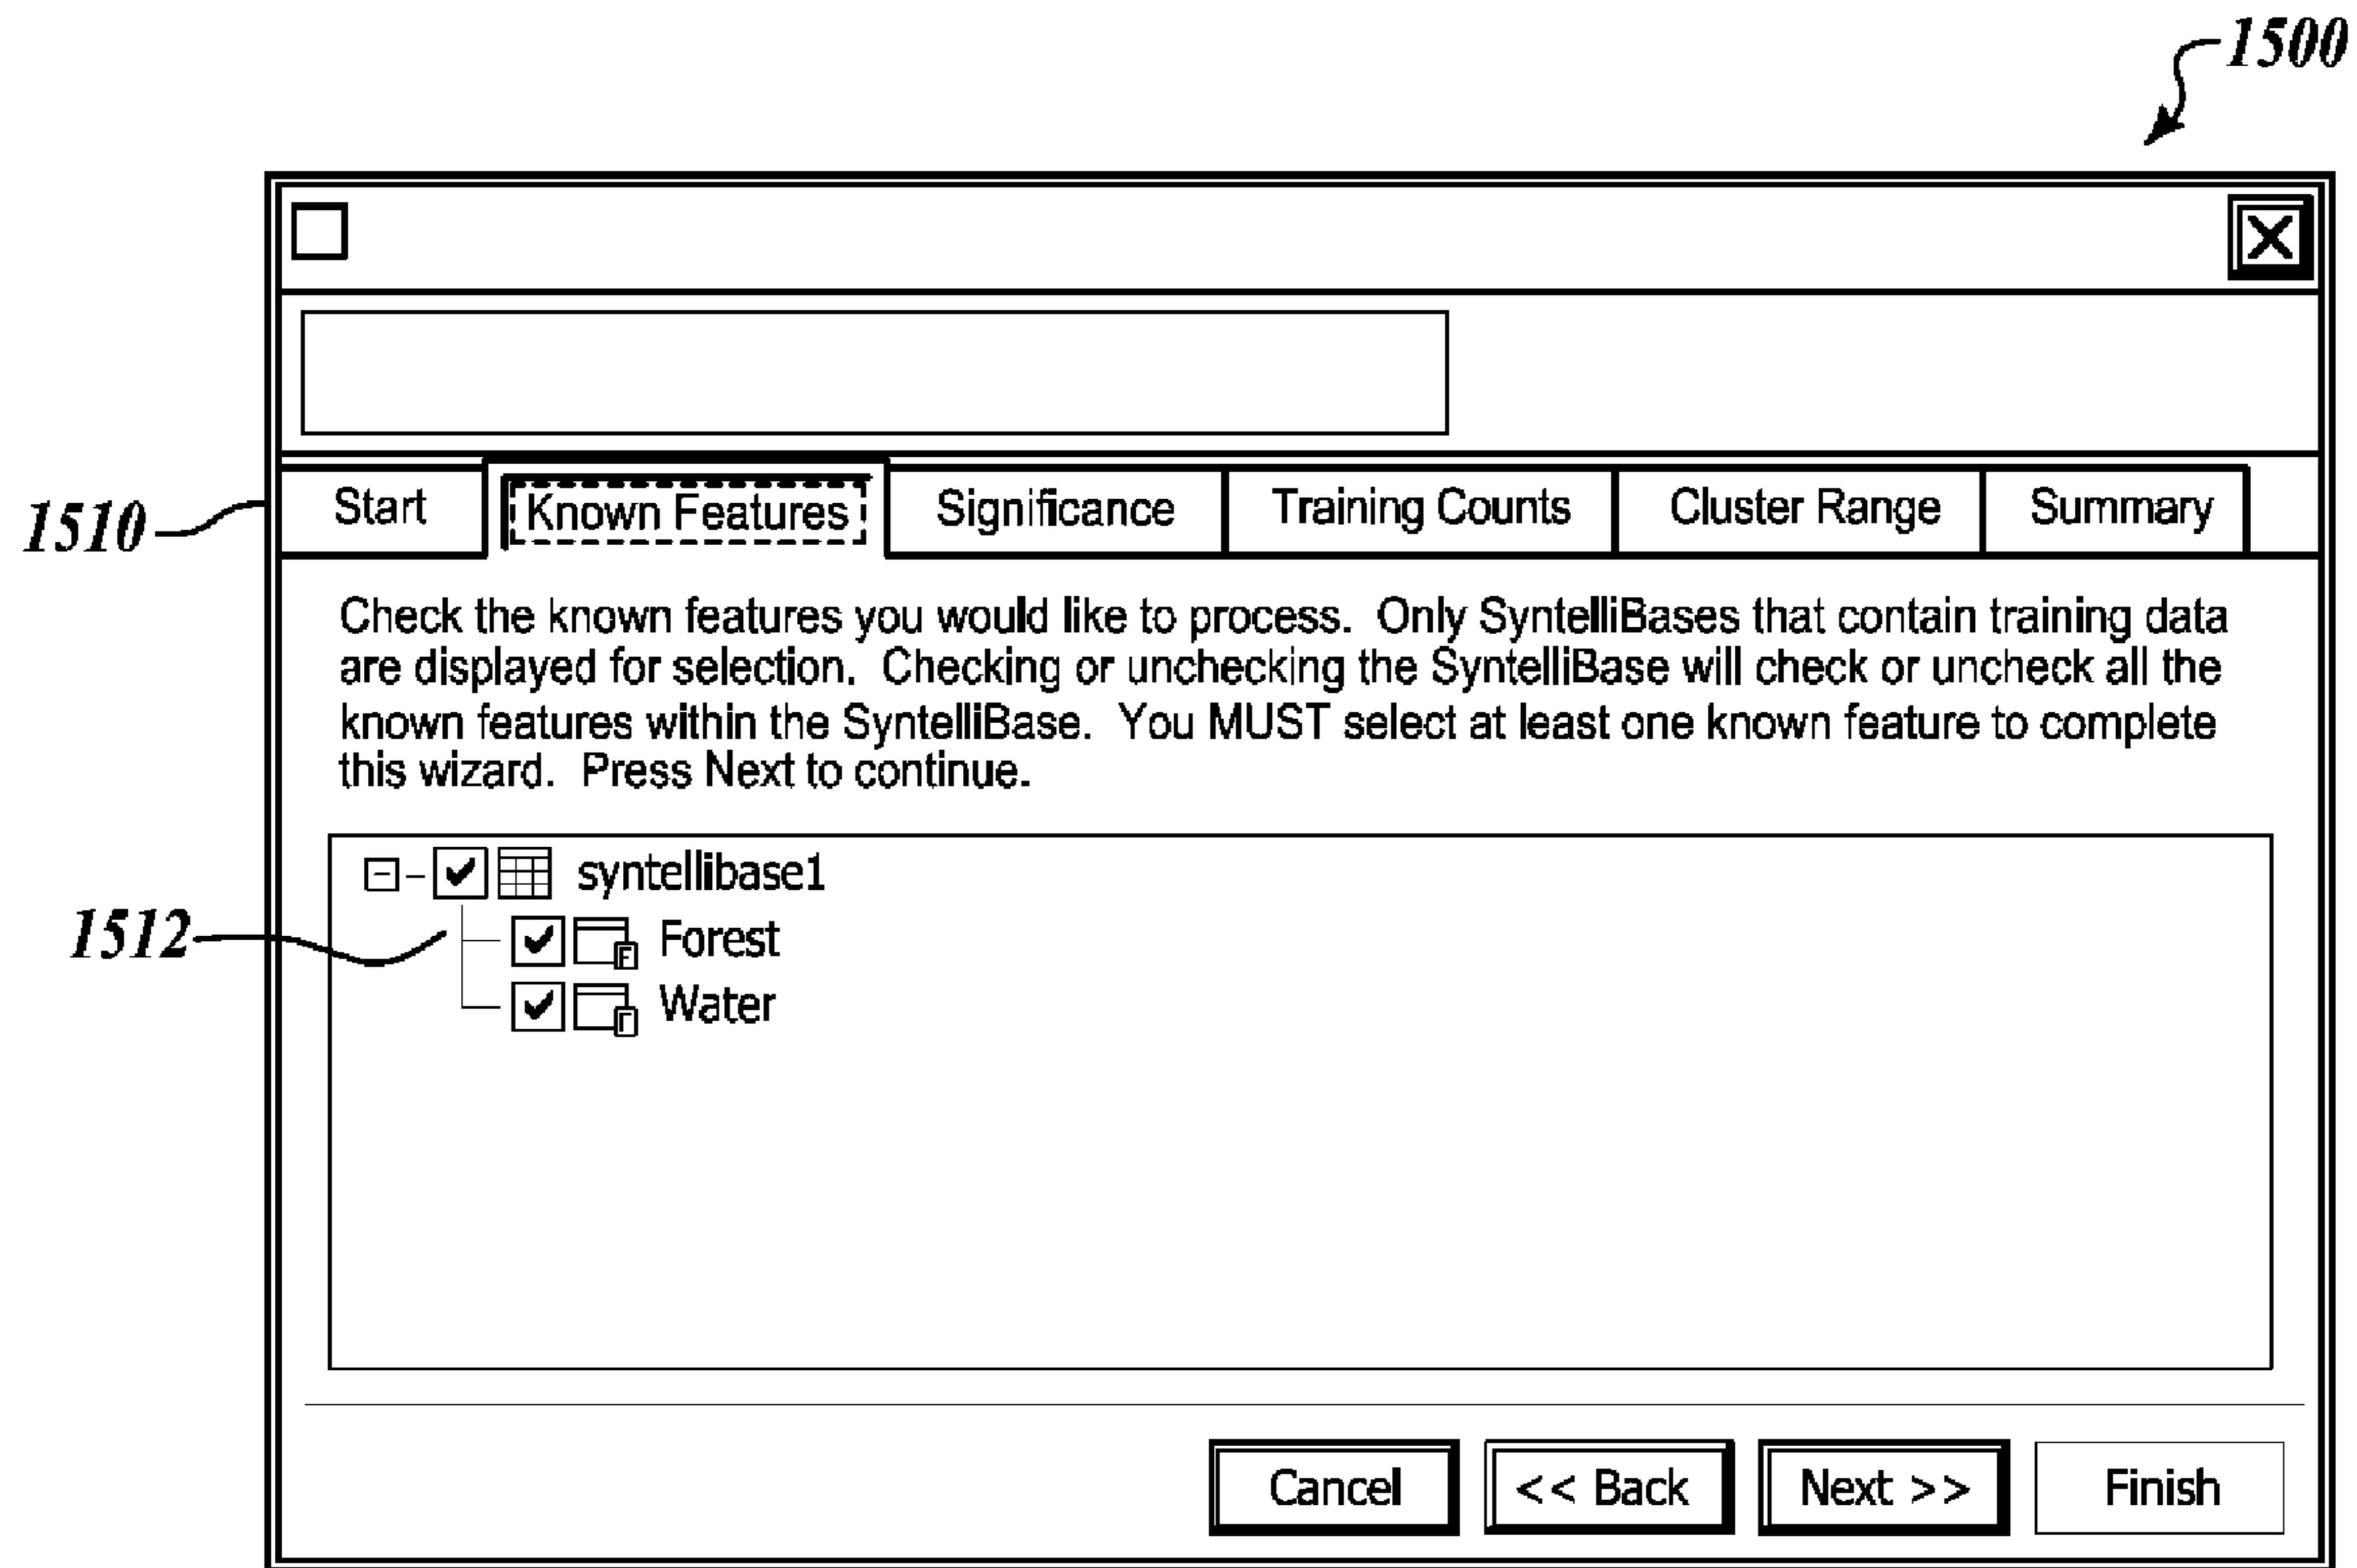 1500
1510
Start Known Features Significance Training Counts Cluster Range Summary
Check the known features you would like to process. Only SyntelliBases that contain training data
are displayed for selection. Checking or unchecking the SyntelliBase will check or uncheck all the
known features within the SyntelliBase. You MUST select at least one known feature to complete
this wizard. Press Next to continue.
syntellibase1
1512
Forest
Water
Cancel << Back Next >> Finish